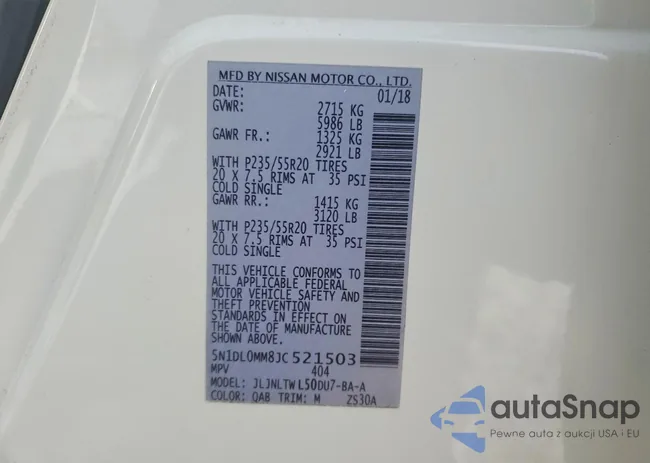 MFD BY NISSAN MOTOR CO., LTD.
DATE: 01/18
GVWR: 2715 KG
5986 LB
GAWR FR.: 1325 KG
2921 LB
WITH P235/55R20 TIRES
20 X 7.5 RIMS AT 35 PSI
COLD SINGLE
GAWR RR.: 1415 KG
3120 LB
WITH P235/55R20 TIRES
20 X 7.5 RIMS AT 35 PSI
COLD SINGLE
THIS VEHICLE CONFORMS TO
ALL APPLICABLE FEDERAL
MOTOR VEHICLE SAFETY AND
THEFT PREVENTION
STANDARDS IN EFFECT ON
THE DATE OF MANUFACTURE
SHOWN ABOVE.
5N1DL0MM8JC521503
MPV 404
MODEL: JLJNLTWL50DU7-BA-A
COLOR: QAB TRIM: M ZS30A
autaSnap
Pewne auta z aukcji USA i EU